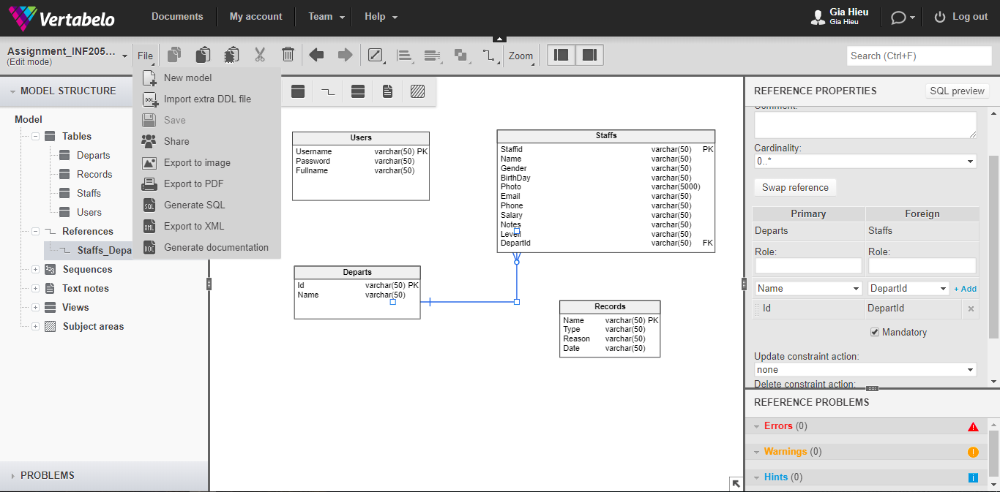 Vertabelo
Documents
My account
Team
Help
Gia Hieu
Gia Hieu
Log out
Assignment_INF205...
(Edit mode)
File
Zoom
Search (Ctrl+F)
MODEL STRUCTURE
Model
Tables
Departs
Records
Staffs
Users
References
Staffs_Depa
Sequences
Text notes
Views
Subject areas
PROBLEMS
New model
DDL
Import extra DDL file
Save
Share
Export to image
Export to PDF
SQL
Generate SQL
XML
Export to XML
DOC
Generate documentation
Users
Username varchar(50) PK
Password varchar(50)
Fullname varchar(50)
Staffs
Staffid varchar(50) PK
Name varchar(50)
Gender varchar(50)
BirthDay varchar(50)
Photo varchar(5000)
Email varchar(50)
Phone varchar(50)
Salary varchar(50)
Notes varchar(50)
Level varchar(50)
DepartId varchar(50) FK
Departs
Id varchar(50) PK
Name varchar(50)
Records
Name varchar(50) PK
Type varchar(50)
Reason varchar(50)
Date varchar(50)
REFERENCE PROPERTIES
SQL preview
Comment:
Cardinality:
0..*
Swap reference
Primary Foreign
Departs Staffs
Role: Role:
Name DepartId + Add
Id DepartId
Mandatory
Update constraint action:
none
Delete constraint action:
REFERENCE PROBLEMS
Errors (0)
Warnings (0)
Hints (0)